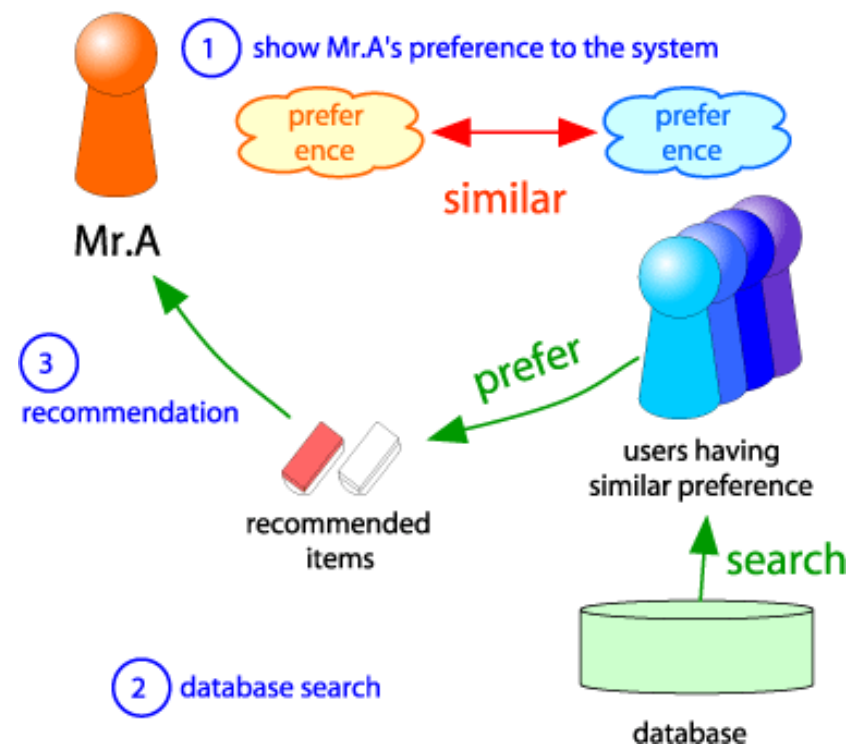 1 show Mr.A's preference to the system
prefer
ence
prefer
ence
similar
Mr.A
3
recommendation
prefer
users having
similar preference
recommended
items
search
2 database search
database